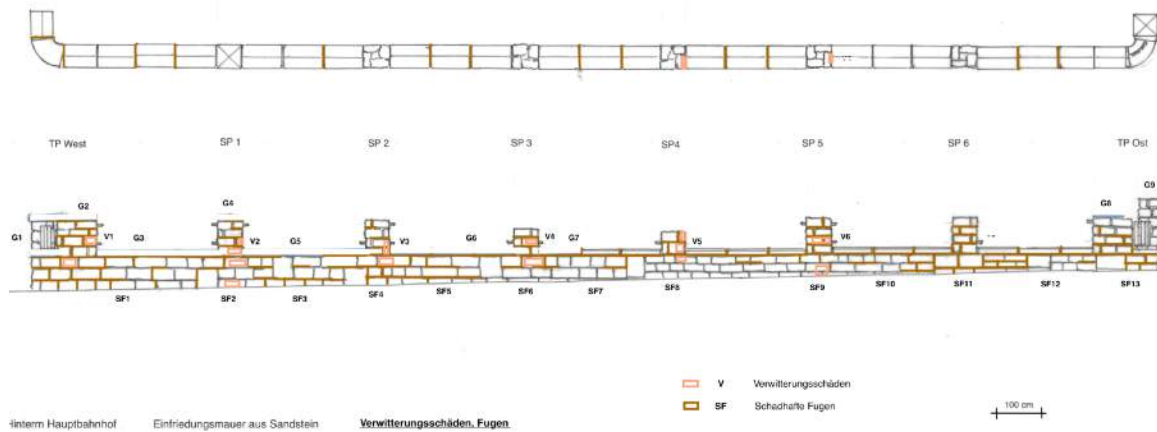 TP West SP 1 SP 2 SP 3 SP4 SP 5 SP 6 TP Ost
G9
G2 G4 G8
G1 V1 G3 V2 G5 V3 G6 V4 G7 V5 V6
SF1 SF2 SF3 SF4 SF5 SF6 SF7 SF8 SF9 SF10 SF11 SF12 SF13
V Verwitterungsschäden
SF Schadhafte Fugen
100 cm
Hinterm Hauptbahnhof Einfriedungsmauer aus Sandstein Verwitterungsschäden, Fugen